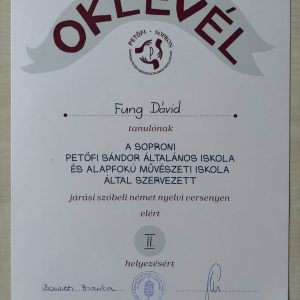 OKLEVÉL
PETŐFI • SOPRON
Fung Dávid
tanulónak
A SOPRONI
PETŐFI SÁNDOR ÁLTALÁNOS ISKOLA
ÉS ALAPFOKÚ MŰVÉSZETI ISKOLA
ÁLTAL SZERVEZETT
járási szóbeli német nyelvi versenyen
elért
II.
helyezésért